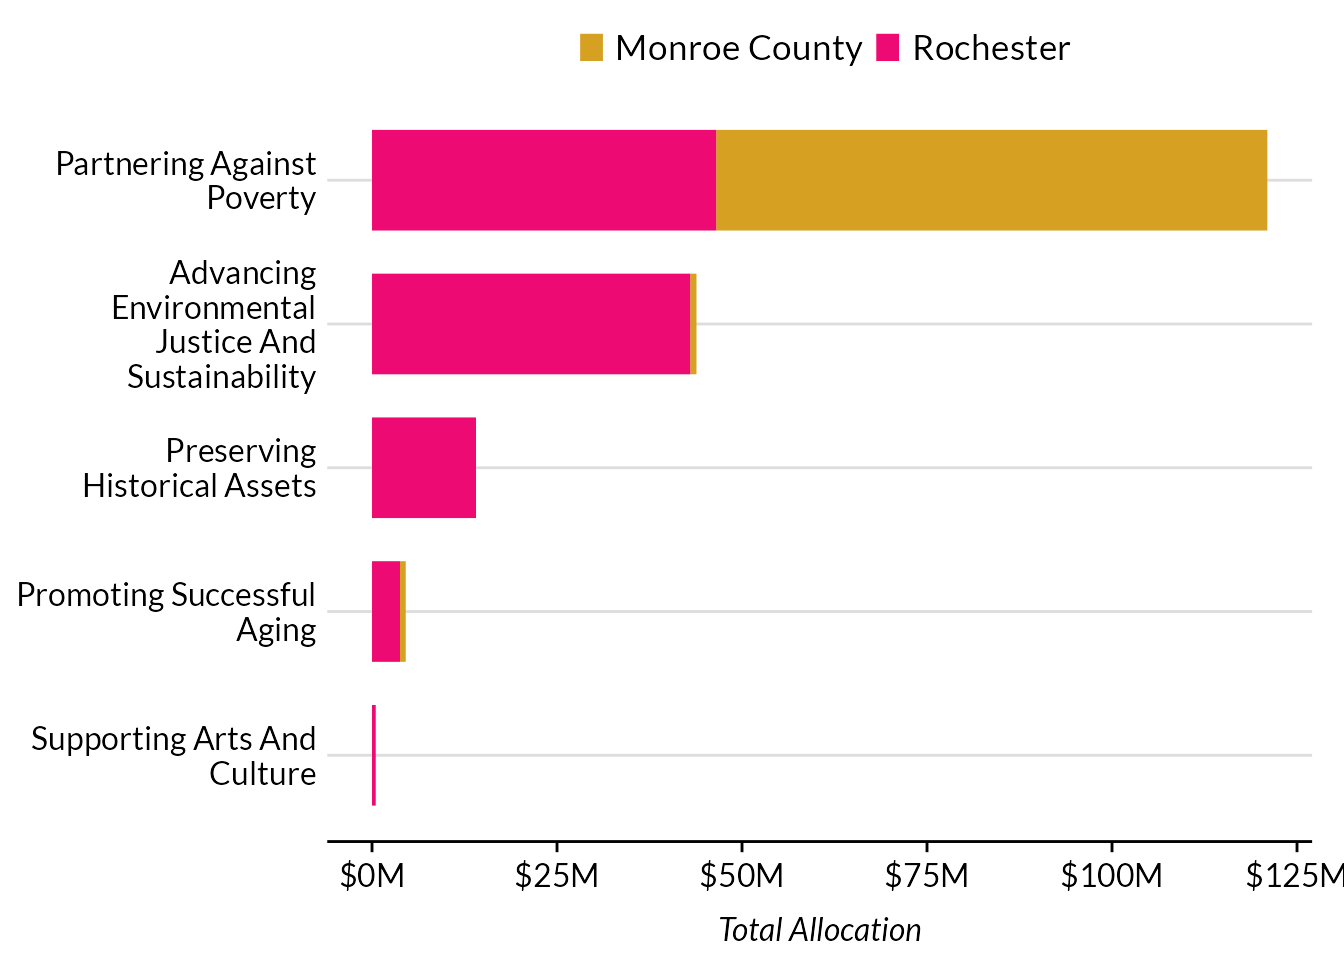 Monroe County Rochester
Partnering Against
Poverty
Advancing
Environmental
Justice And
Sustainability
Preserving
Historical Assets
Promoting Successful
Aging
Supporting Arts And
Culture
$0M $25M $50M $75M $100M $125M
Total Allocation